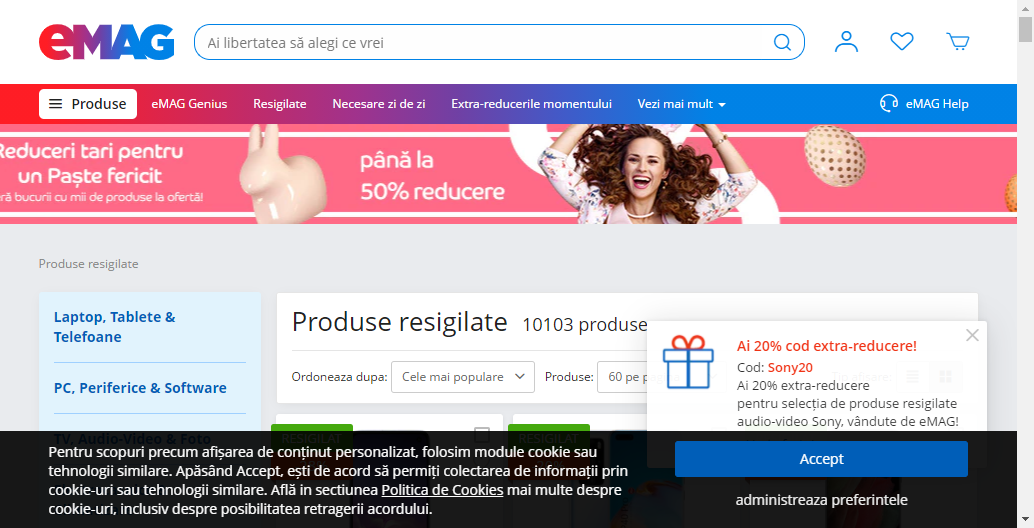 eMAG
Ai libertatea să alegi ce vrei
Produse
eMAG Genius
Resigilate
Necesare zi de zi
Extra-reducerile momentului
Vezi mai mult
eMAG Help
Reduceri tari pentru
un Paște fericit
bucurii cu mii de produse la ofertă!
până la
50% reducere
Produse resigilate
Laptop, Tablete &
Telefoane
PC, Periferice & Software
TV, Audio-Video & Foto
Produse resigilate 10103 produse
Ordoneaza dupa: Cele mai populare Produse: 60 pe
RESIGILAT
RESIGILAT
Ai 20% cod extra-reducere!
Cod: Sony20
Ai 20% extra-reducere
pentru selecția de produse resigilate
audio-video Sony, vândute de eMAG!
Pentru scopuri precum afișarea de conținut personalizat, folosim module cookie sau
tehnologii similare. Apăsând Accept, ești de acord să permiți colectarea de informații prin
cookie-uri sau tehnologii similare. Află in sectiunea Politica de Cookies mai multe despre
cookie-uri, inclusiv despre posibilitatea retragerii acordului.
Accept
administreaza preferintele